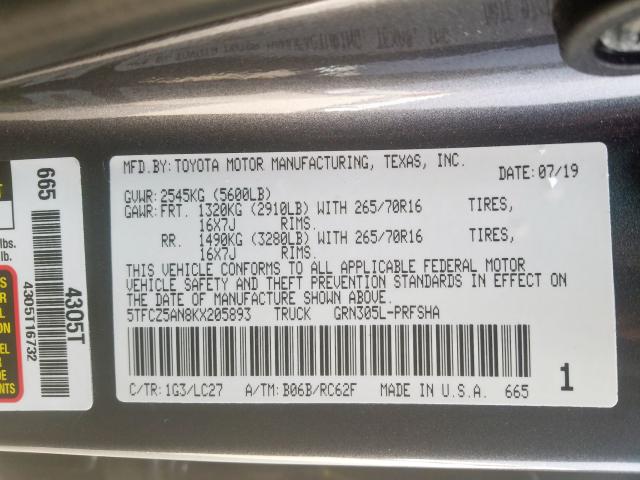 MFD.BY: TOYOTA MOTOR MANUFACTURING, TEXAS, INC.
DATE: 07/19
GVWR: 2545KG (5600LB)
GAWR: FRT. 1320KG (2910LB) WITH 265/70R16 TIRES,
16X7J RIMS.
RR. 1490KG (3280LB) WITH 265/70R16 TIRES,
16X7J RIMS.
THIS VEHICLE CONFORMS TO ALL APPLICABLE FEDERAL MOTOR
VEHICLE SAFETY AND THEFT PREVENTION STANDARDS IN EFFECT ON
THE DATE OF MANUFACTURE SHOWN ABOVE.
5TFCZ5AN8KX205893 TRUCK GRN305L-PRFSHA
C/TR: 1G3/LC27 A/TM: B06B/RC62F MADE IN U.S.A. 665
1
665
4305T16732
4305T
lbs.
lb.